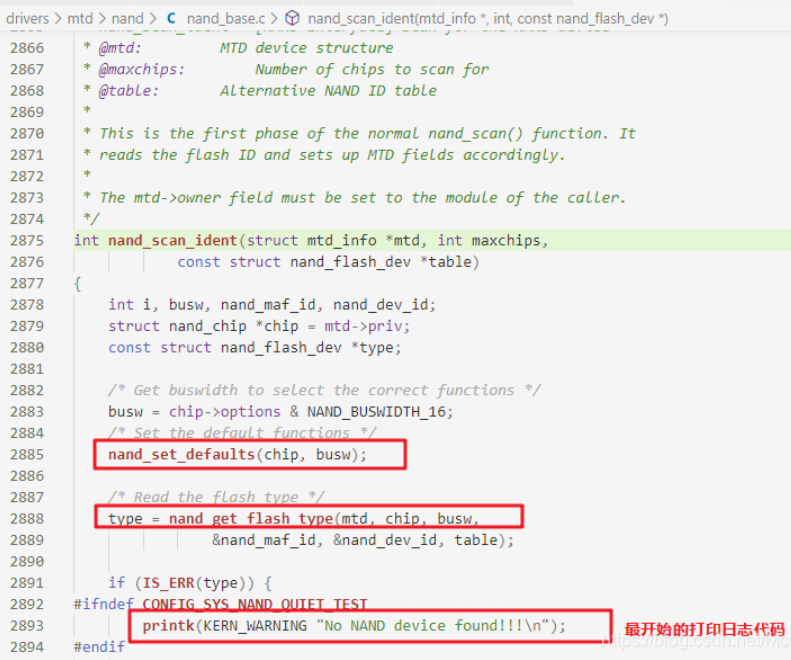 drivers > mtd > nand > C nand_base.c > nand_scan_ident(mtd_info *, int, const nand_flash_dev *)
2866 * @mtd: MTD device structure
2867 * @maxchips: Number of chips to scan for
2868 * @table: Alternative NAND ID table
2869 *
2870 * This is the first phase of the normal nand_scan() function. It
2871 * reads the flash ID and sets up MTD fields accordingly.
2872 *
2873 * The mtd->owner field must be set to the module of the caller.
2874 */
2875 int nand_scan_ident(struct mtd_info *mtd, int maxchips,
2876 const struct nand_flash_dev *table)
2877 {
2878 int i, busw, nand_maf_id, nand_dev_id;
2879 struct nand_chip *chip = mtd->priv;
2880 const struct nand_flash_dev *type;
2881
2882 /* Get buswidth to select the correct functions */
2883 busw = chip->options & NAND_BUSWIDTH_16;
2884 /* Set the default functions */
2885 nand_set_defaults(chip, busw);
2886
2887 /* Read the flash type */
2888 type = nand_get_flash_type(mtd, chip, busw,
2889 &nand_maf_id, &nand_dev_id, table);
2890
2891 if (IS_ERR(type)) {
2892 #ifndef CONFIG_SYS_NAND_QUIET_TEST
2893 printk(KERN_WARNING "No NAND device found!!!\n"); 最开始的打印日志代码
2894 #endif